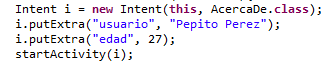 Intent i = new Intent(this, AcercaDe.class);
i.putExtra("usuario", "Pepito Perez");
i.putExtra("edad", 27);
startActivity(i);